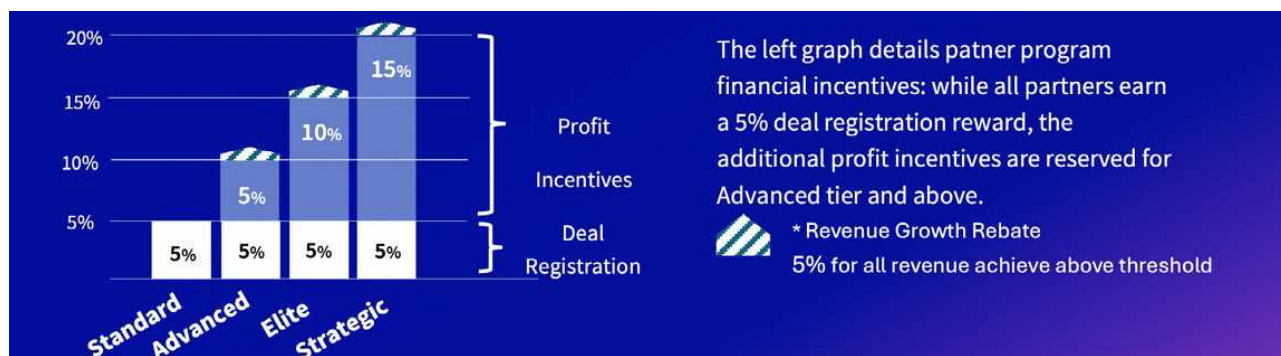 20%
15%
10%
5%
15%
10%
5%
5%
5%
5%
5%
Standard
Advanced
Elite
Strategic
Profit
Incentives
Deal
Registration
The left graph details patner program
financial incentives: while all partners earn
a 5% deal registration reward, the
additional profit incentives are reserved for
Advanced tier and above.
* Revenue Growth Rebate
5% for all revenue achieve above threshold